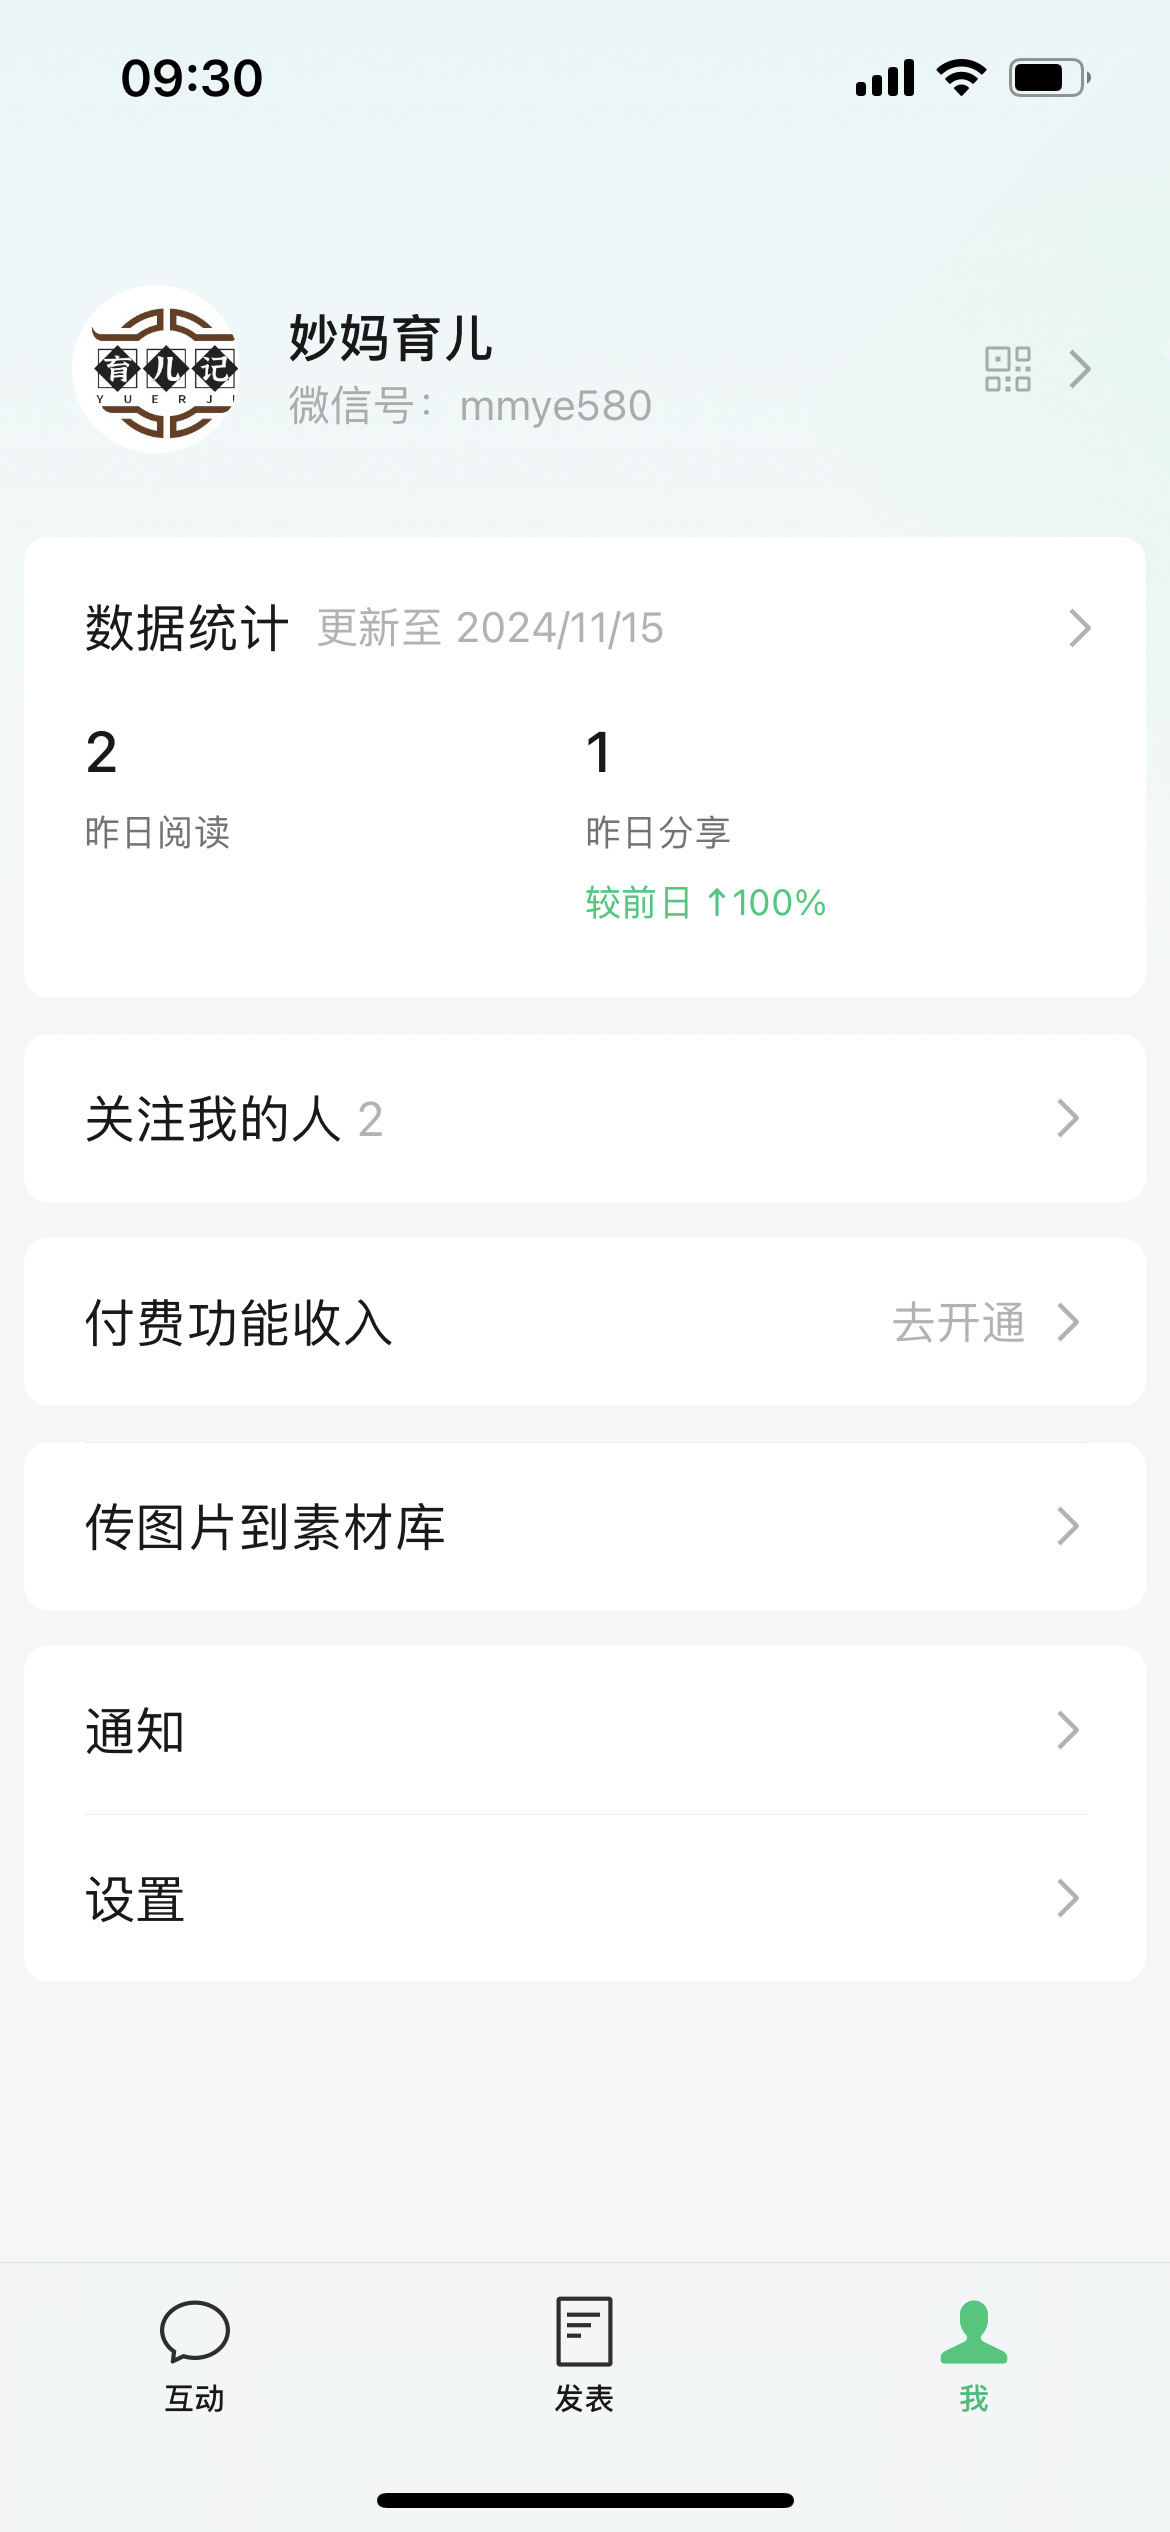 09:30
育儿记
YUERJ
妙妈育儿
微信号：mmye580
数据统计 更新至 2024/11/15
2 1
昨日阅读 昨日分享
较前日 ↑100%
关注我的人 2
付费功能收入 去开通
传图片到素材库
通知
设置
互动 发表 我